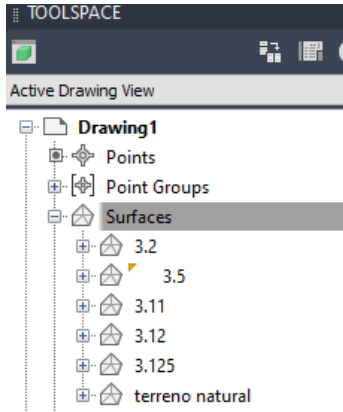 TOOLSPACE
Active Drawing View
Drawing1
Points
Point Groups
Surfaces
3.2
3.5
3.11
3.12
3.125
terreno natural